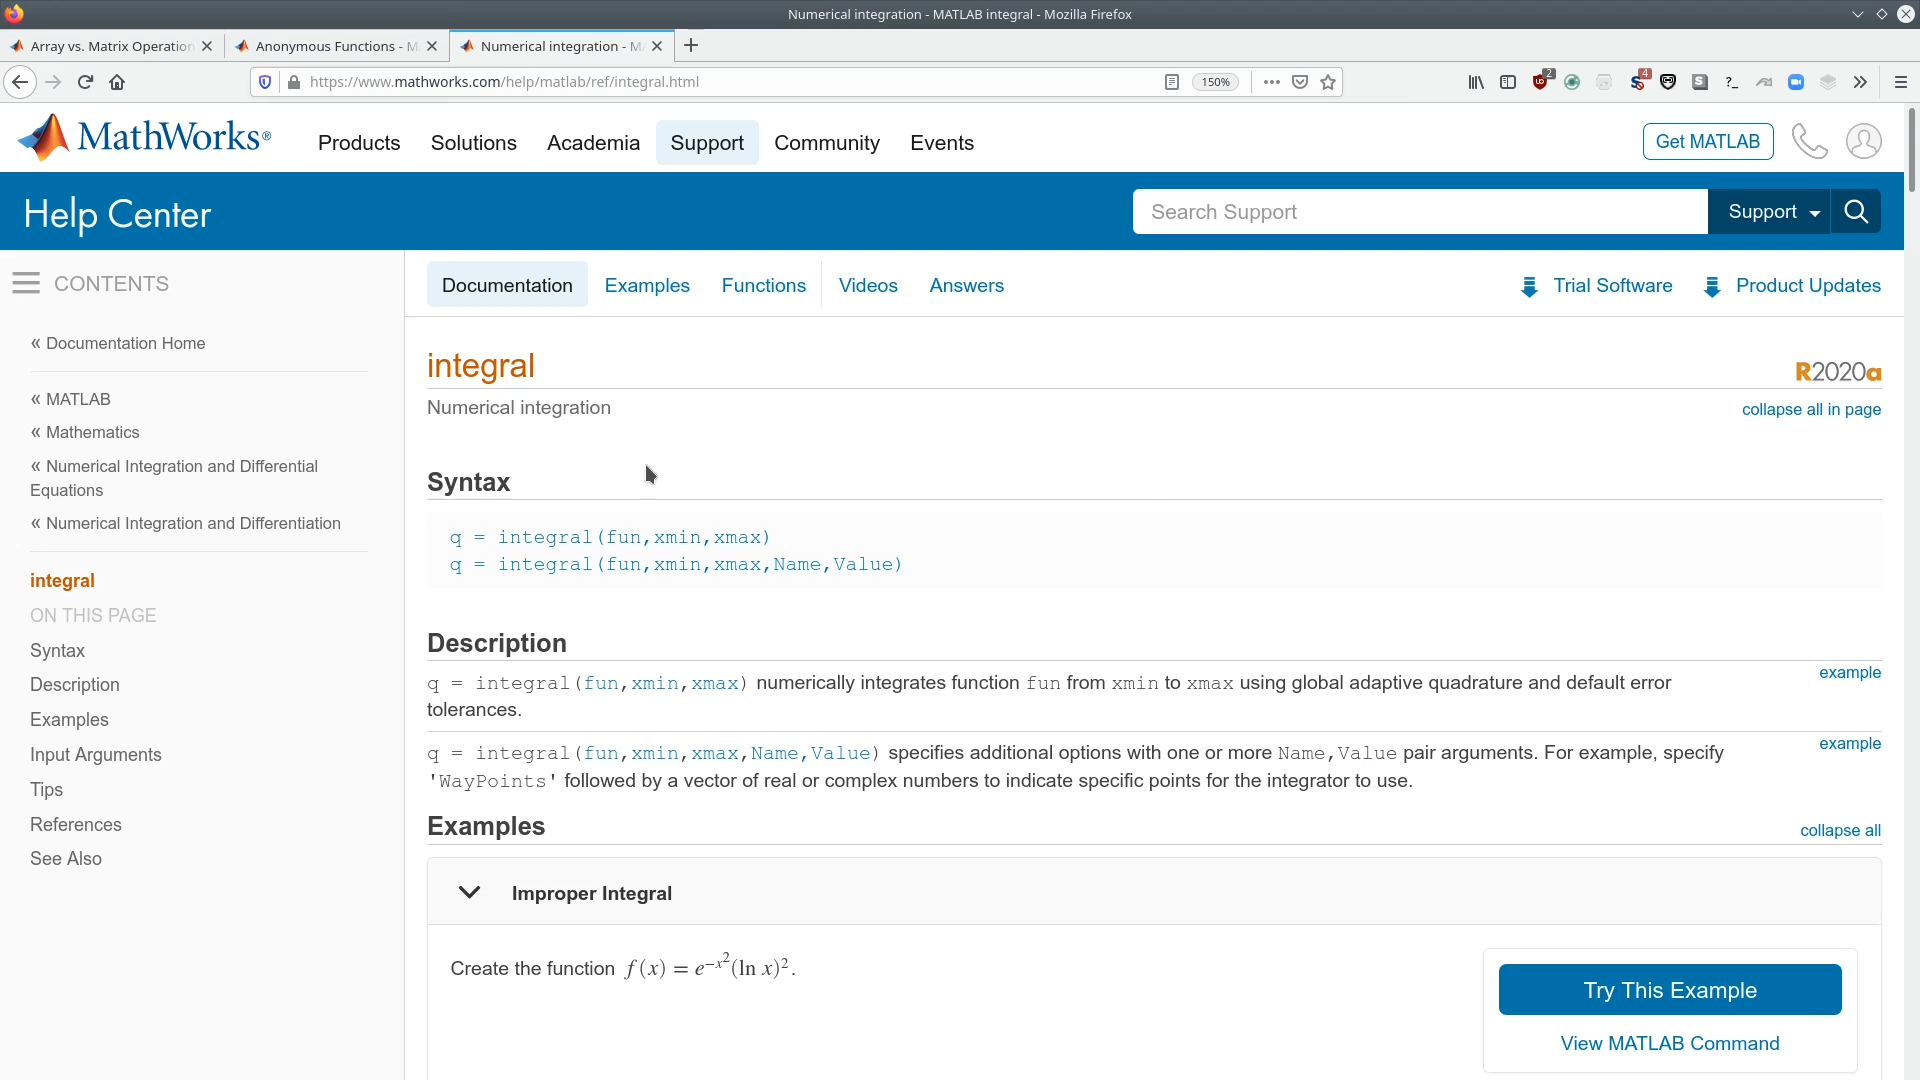 Numerical integration - MATLAB integral - Mozilla Firefox
Array vs. Matrix Operation
Anonymous Functions - M
Numerical integration - MA
https://www.mathworks.com/help/matlab/ref/integral.html
150%
2
4
MathWorks®
Products
Solutions
Academia
Support
Community
Events
Get MATLAB
Help Center
Search Support
Support
CONTENTS
Documentation
Examples
Functions
Videos
Answers
Trial Software
Product Updates
« Documentation Home
« MATLAB
« Mathematics
« Numerical Integration and Differential
Equations
« Numerical Integration and Differentiation
integral
ON THIS PAGE
Syntax
Description
Examples
Input Arguments
Tips
References
See Also
integral
R2020a
Numerical integration
collapse all in page
Syntax
q = integral(fun,xmin,xmax)
q = integral(fun,xmin,xmax,Name,Value)
Description
q = integral(fun,xmin,xmax) numerically integrates function fun from xmin to xmax using global adaptive quadrature and default error
tolerances.
example
q = integral(fun,xmin,xmax,Name,Value) specifies additional options with one or more Name,Value pair arguments. For example, specify
'WayPoints' followed by a vector of real or complex numbers to indicate specific points for the integrator to use.
example
Examples
collapse all
Improper Integral
Create the function f(x) = e^{-x^2}(ln x)^2.
Try This Example
View MATLAB Command